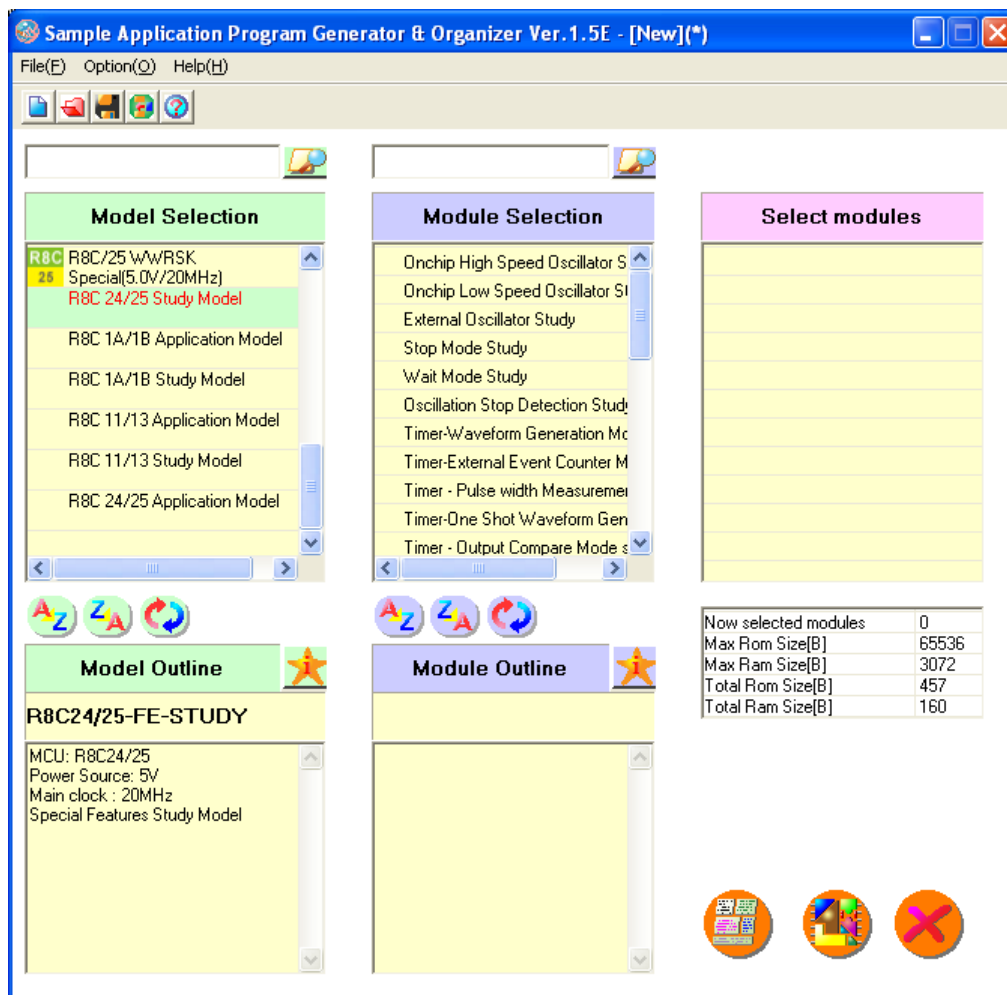 Sample Application Program Generator & Organizer Ver.1.5E - [New](*)
File(F) Option(O) Help(H)
Model Selection
R8C
25
R8C/25 WWRSK
Special(5.0V/20MHz)
R8C 24/25 Study Model
R8C 1A/1B Application Model
R8C 1A/1B Study Model
R8C 11/13 Application Model
R8C 11/13 Study Model
R8C 24/25 Application Model
Module Selection
Onchip High Speed Oscillator S
Onchip Low Speed Oscillator St
External Oscillator Study
Stop Mode Study
Wait Mode Study
Oscillation Stop Detection Study
Timer-Waveform Generation Mo
Timer-External Event Counter M
Timer - Pulse width Measuremen
Timer-One Shot Waveform Gen
Timer - Output Compare Mode s
Select modules
A Z
Z A
A Z
Z A
Model Outline
i
R8C24/25-FE-STUDY
MCU: R8C24/25
Power Source: 5V
Main clock : 20MHz
Special Features Study Model
Module Outline
i
Now selected modules 0
Max Rom Size[B] 65536
Max Ram Size[B] 3072
Total Rom Size[B] 457
Total Ram Size[B] 160